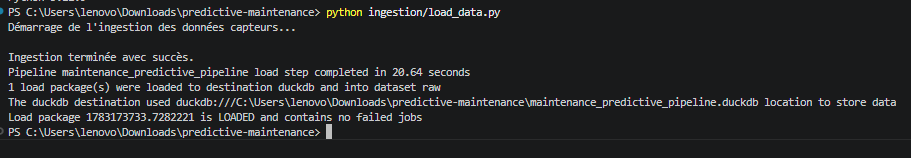 PS C:\Users\lenovo\Downloads\predictive-maintenance> python ingestion/load_data.py
Démarrage de l'ingestion des données capteurs...
Ingestion terminée avec succès.
Pipeline maintenance_predictive_pipeline load step completed in 20.64 seconds
1 load package(s) were loaded to destination duckdb and into dataset raw
The duckdb destination used duckdb:///C:\Users\lenovo\Downloads\predictive-maintenance\maintenance_predictive_pipeline.duckdb location to store data
Load package 1783173733.7282221 is LOADED and contains no failed jobs
PS C:\Users\lenovo\Downloads\predictive-maintenance>